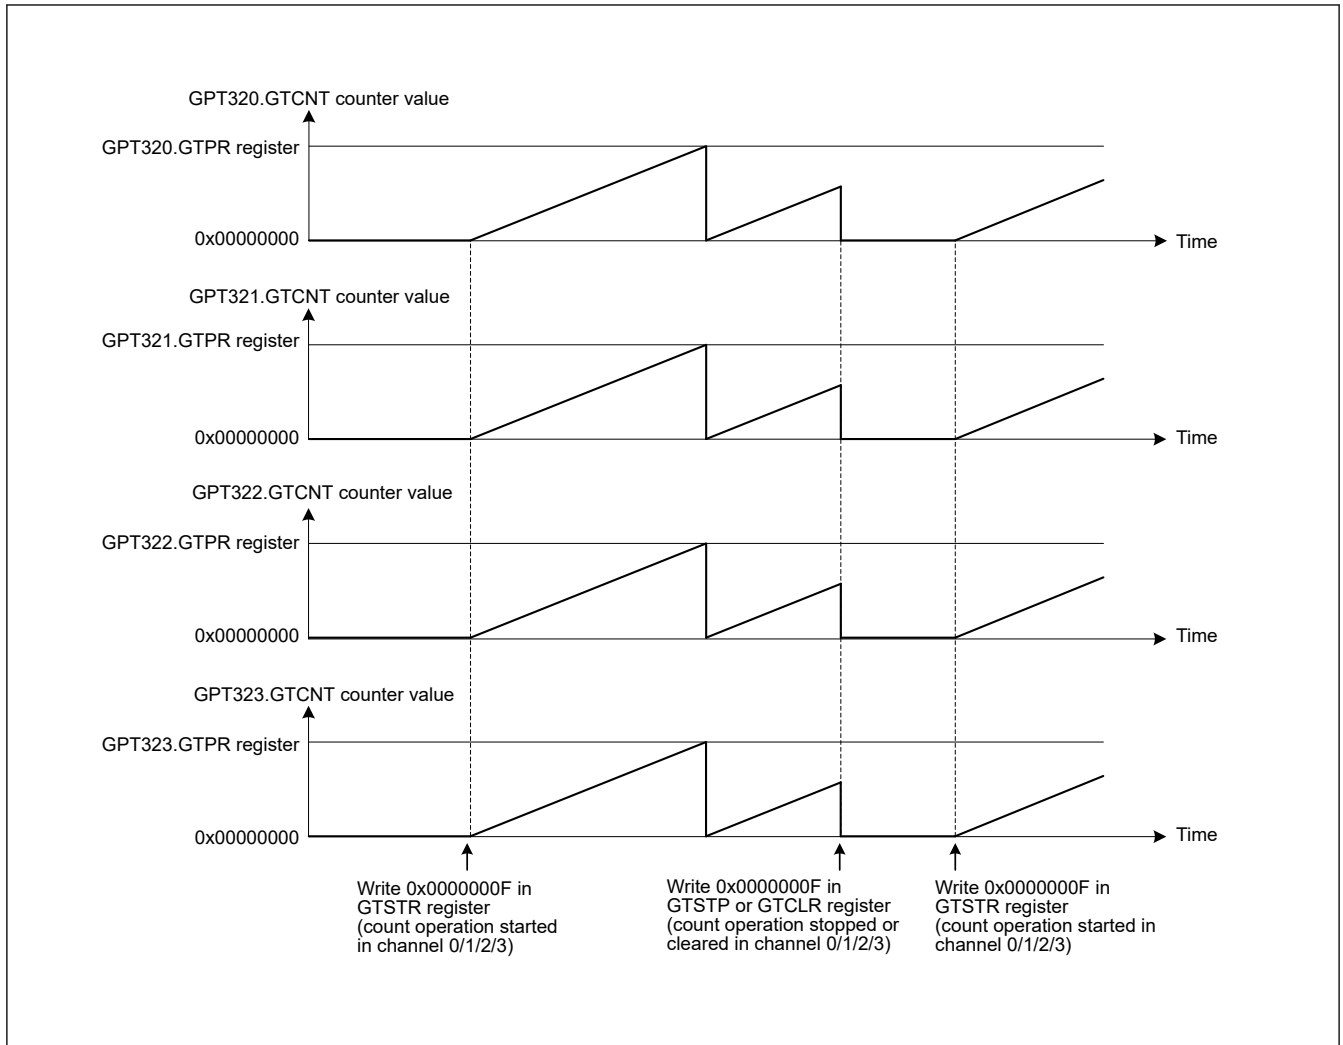 GPT320.GTCNT counter value
GPT320.GTPR register
0x00000000
Time
GPT321.GTCNT counter value
GPT321.GTPR register
0x00000000
Time
GPT322.GTCNT counter value
GPT322.GTPR register
0x00000000
Time
GPT323.GTCNT counter value
GPT323.GTPR register
0x00000000
Time
Write 0x0000000F in
GTSTR register
(count operation started
in channel 0/1/2/3)
Write 0x0000000F in
GTSTP or GTCLR register
(count operation stopped or
cleared in channel 0/1/2/3)
Write 0x0000000F in
GTSTR register
(count operation started in
channel 0/1/2/3)